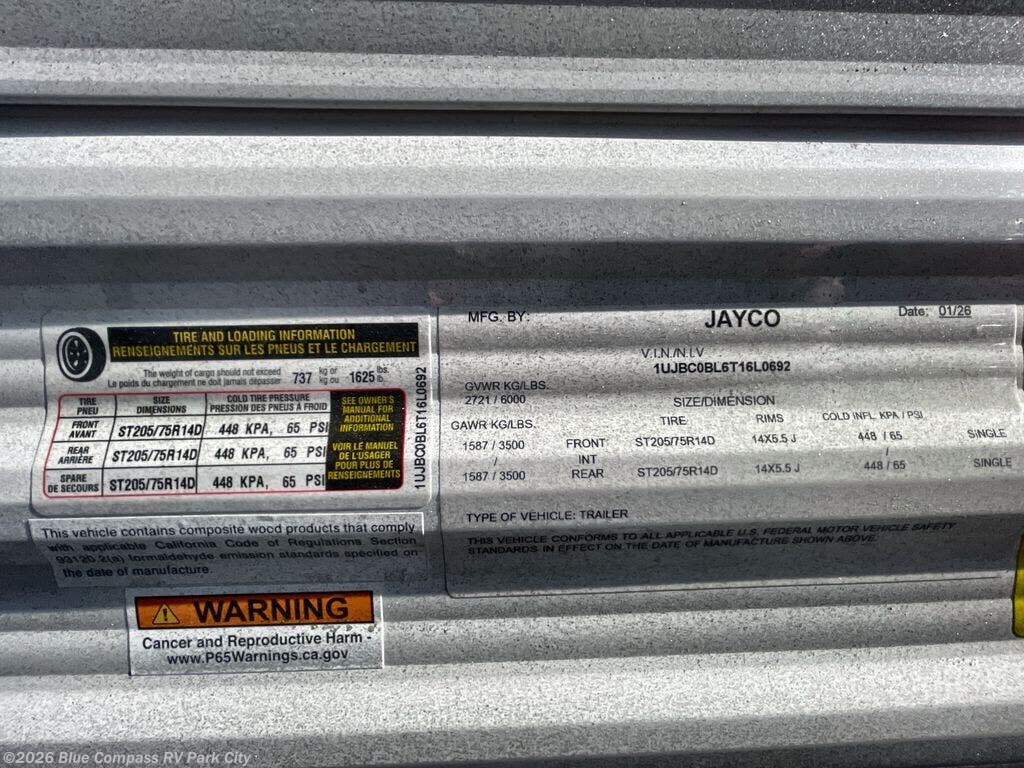 TIRE AND LOADING INFORMATION
RENSEIGNEMENTS SUR LES PNEUS ET LE CHARGEMENT
The weight of cargo should not exceed 737 kg or 1625 lbs.
Le poids du chargement ne doit jamais dépasser kg ou lb.
TIRE PNEU SIZE DIMENSIONS COLD TIRE PRESSURE PRESSION DES PNEUS A FROID
FRONT AVANT ST205/75R14D 448 KPA, 65 PSI
REAR ARRIÈRE ST205/75R14D 448 KPA, 65 PSI
SPARE DE SECOURS ST205/75R14D 448 KPA, 65 PSI
SEE OWNER'S
MANUAL FOR
ADDITIONAL
INFORMATION
VOIR LE MANUEL
DE L'USAGER
POUR PLUS DE
RENSEIGNEMENTS
1UJBC0BL6T16L0692
MFG. BY: JAYCO Date: 01/26
V.I.N./N.I.V
1UJBC0BL6T16L0692
GVWR KG/LBS.
2721 / 6000 SIZE/DIMENSION
GAWR KG/LBS. TIRE RIMS COLD INFL. KPA / PSI
1587 / 3500 FRONT ST205/75R14D 14X5.5 J 448 / 65 SINGLE
/ INT /
1587 / 3500 REAR ST205/75R14D 14X5.5 J 448 / 65 SINGLE
TYPE OF VEHICLE: TRAILER
THIS VEHICLE CONFORMS TO ALL APPLICABLE U.S. FEDERAL MOTOR VEHICLE SAFETY
STANDARDS IN EFFECT ON THE DATE OF MANUFACTURE SHOWN ABOVE.
This vehicle contains composite wood products that comply
with applicable California Code of Regulations Section
93120.2(a) formaldehyde emission standards specified on
the date of manufacture.
WARNING
Cancer and Reproductive Harm -
www.P65Warnings.ca.gov
©2026 Blue Compass RV Park City